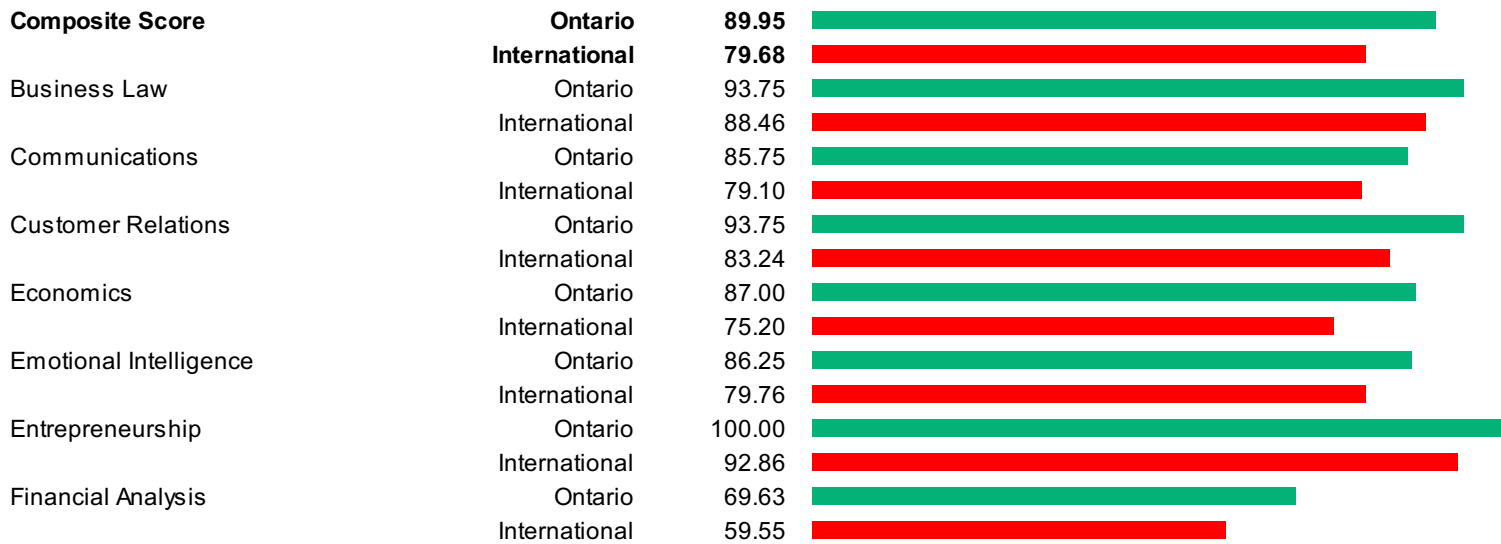 Composite Score Ontario 89.95
International 79.68
Business Law Ontario 93.75
International 88.46
Communications Ontario 85.75
International 79.10
Customer Relations Ontario 93.75
International 83.24
Economics Ontario 87.00
International 75.20
Emotional Intelligence Ontario 86.25
International 79.76
Entrepreneurship Ontario 100.00
International 92.86
Financial Analysis Ontario 69.63
International 59.55